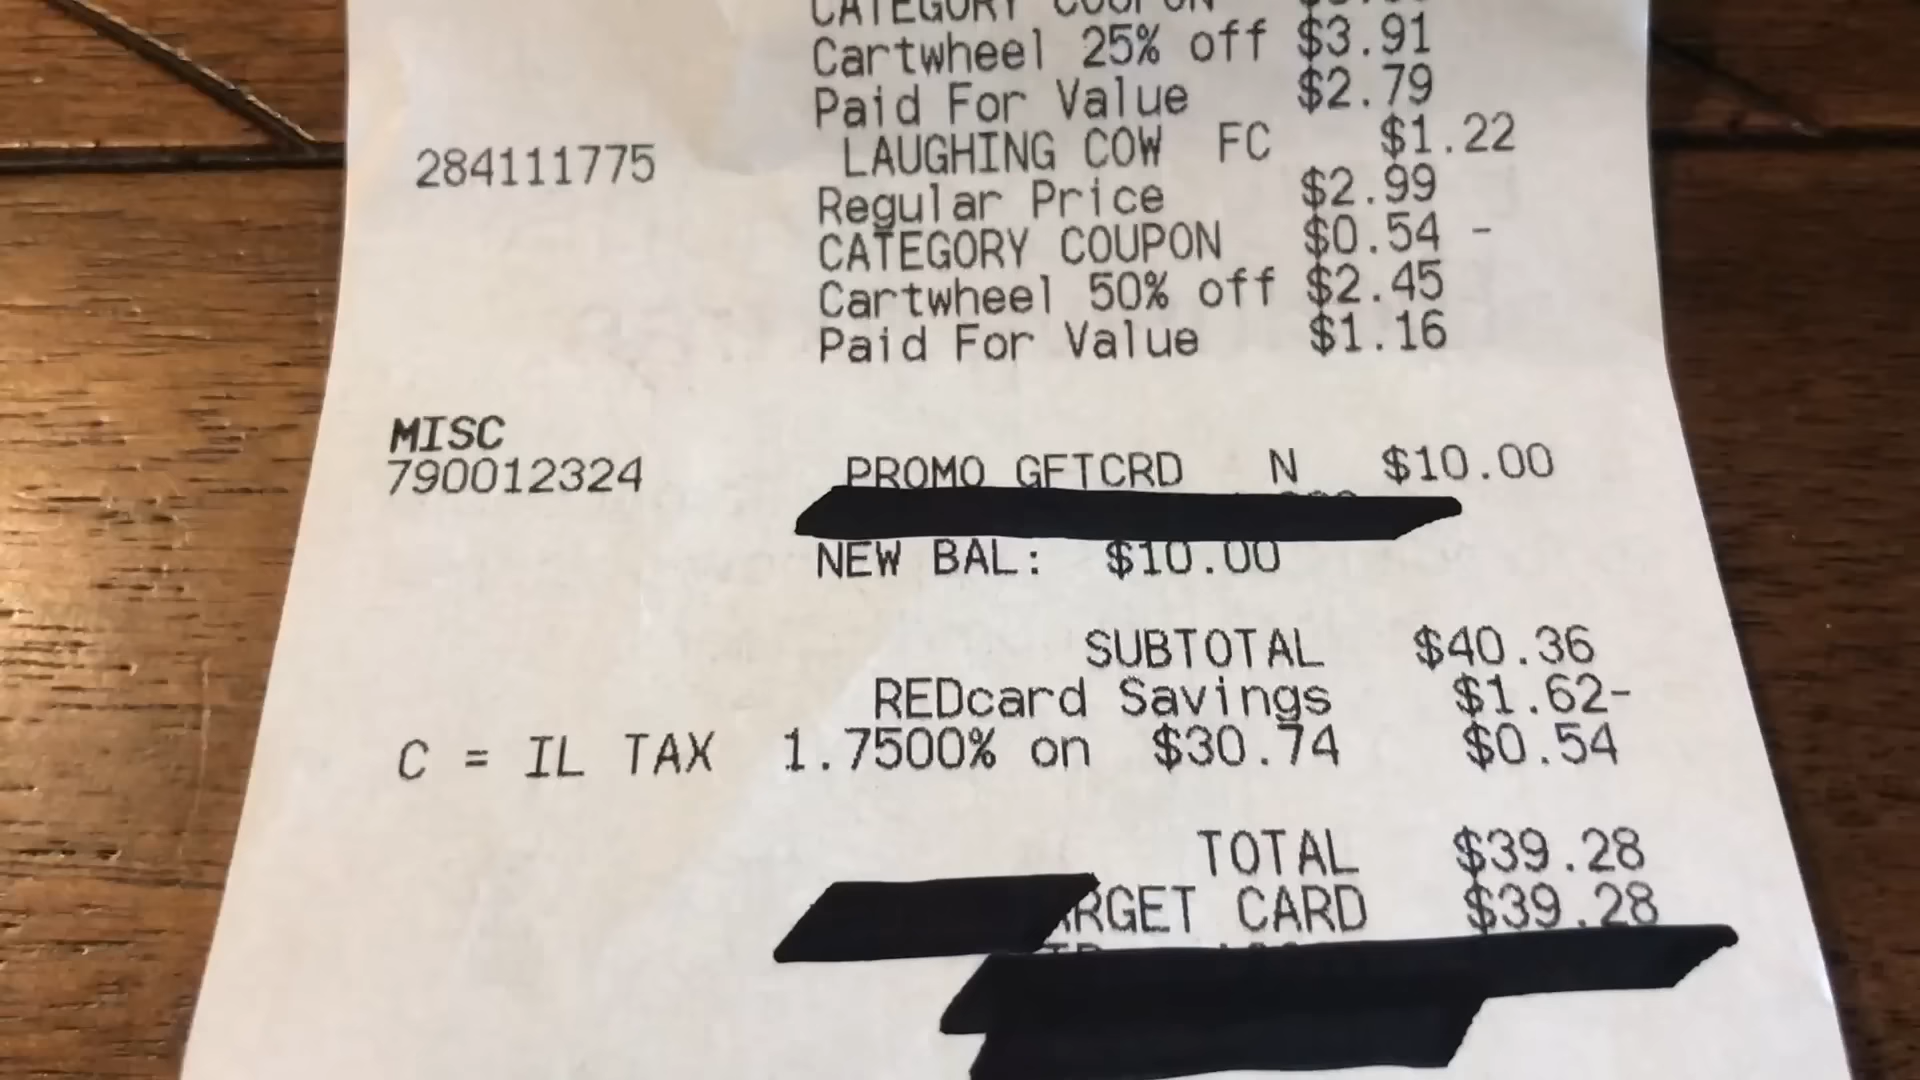 CATEGORY COUPON
Cartwheel 25% off $3.91
Paid For Value $2.79
284111775 LAUGHING COW FC $1.22
Regular Price $2.99
CATEGORY COUPON $0.54 -
Cartwheel 50% off $2.45
Paid For Value $1.16
MISC
790012324 PROMO GFTCRD N $10.00
NEW BAL: $10.00
SUBTOTAL $40.36
REDcard Savings $1.62-
C = IL TAX 1.7500% on $30.74 $0.54
TOTAL $39.28
RGET CARD $39.28